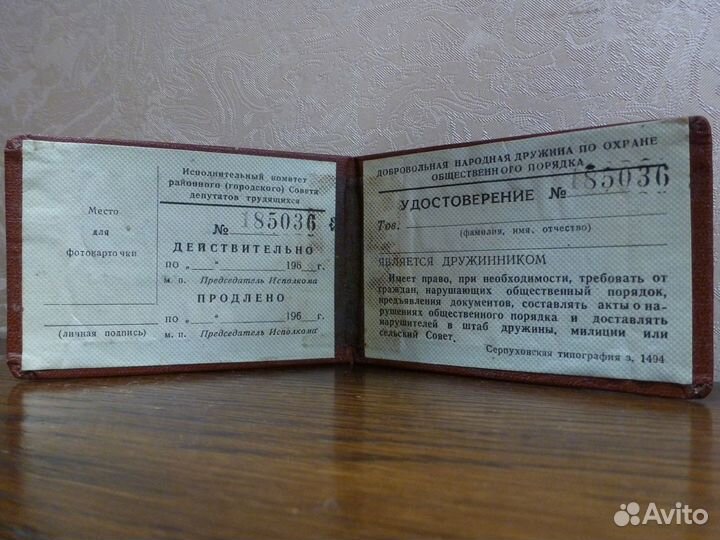 Место
для
фотокарточки
(личная подпись)
Исполнительный комитет
районного (городского) Совета
депутатов трудящихся
№ 185036
ДЕЙСТВИТЕЛЬНО
по „ “ 196 г.
м. п. Председатель Исполкома
ПРОДЛЕНО
по „ “ 196 г.
м. п. Председатель Исполкома
ДОБРОВОЛЬНАЯ НАРОДНАЯ ДРУЖИНА ПО ОХРАНЕ
ОБЩЕСТВЕННОГО ПОРЯДКА
УДОСТОВЕРЕНИЕ № 185036
Тов.
(фамилия, имя, отчество)
ЯВЛЯЕТСЯ ДРУЖИННИКОМ
Имеет право, при необходимости, требовать от
граждан, нарушающих общественный порядок,
предъявления документов, составлять акты о на-
рушениях общественного порядка и доставлять
нарушителей в штаб дружины, милиции или
сельский Совет.
Серпуховская типография з. 1494
Avito